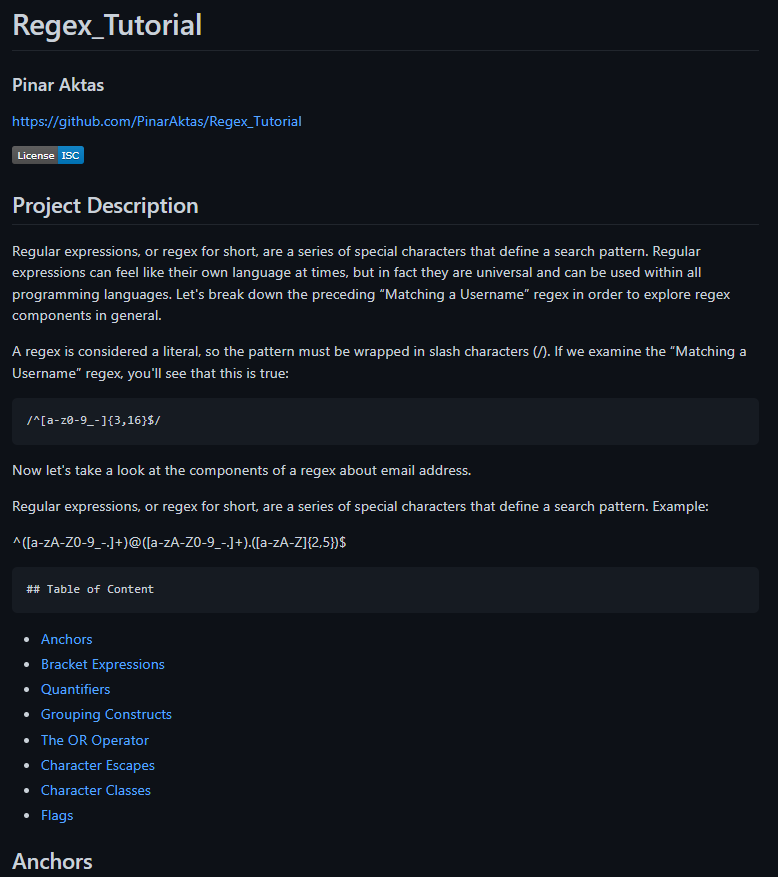 Regex_Tutorial
Pinar Aktas
https://github.com/PinarAktas/Regex_Tutorial
License ISC
Project Description
Regular expressions, or regex for short, are a series of special characters that define a search pattern. Regular
expressions can feel like their own language at times, but in fact they are universal and can be used within all
programming languages. Let's break down the preceding “Matching a Username” regex in order to explore regex
components in general.
A regex is considered a literal, so the pattern must be wrapped in slash characters (/). If we examine the “Matching a
Username” regex, you'll see that this is true:
/^[a-z0-9_-]{3,16}$/
Now let's take a look at the components of a regex about email address.
Regular expressions, or regex for short, are a series of special characters that define a search pattern. Example:
^([a-zA-Z0-9_-.]+)@([a-zA-Z0-9_-.]+).([a-zA-Z]{2,5})$
## Table of Content
• Anchors
• Bracket Expressions
• Quantifiers
• Grouping Constructs
• The OR Operator
• Character Escapes
• Character Classes
• Flags
Anchors